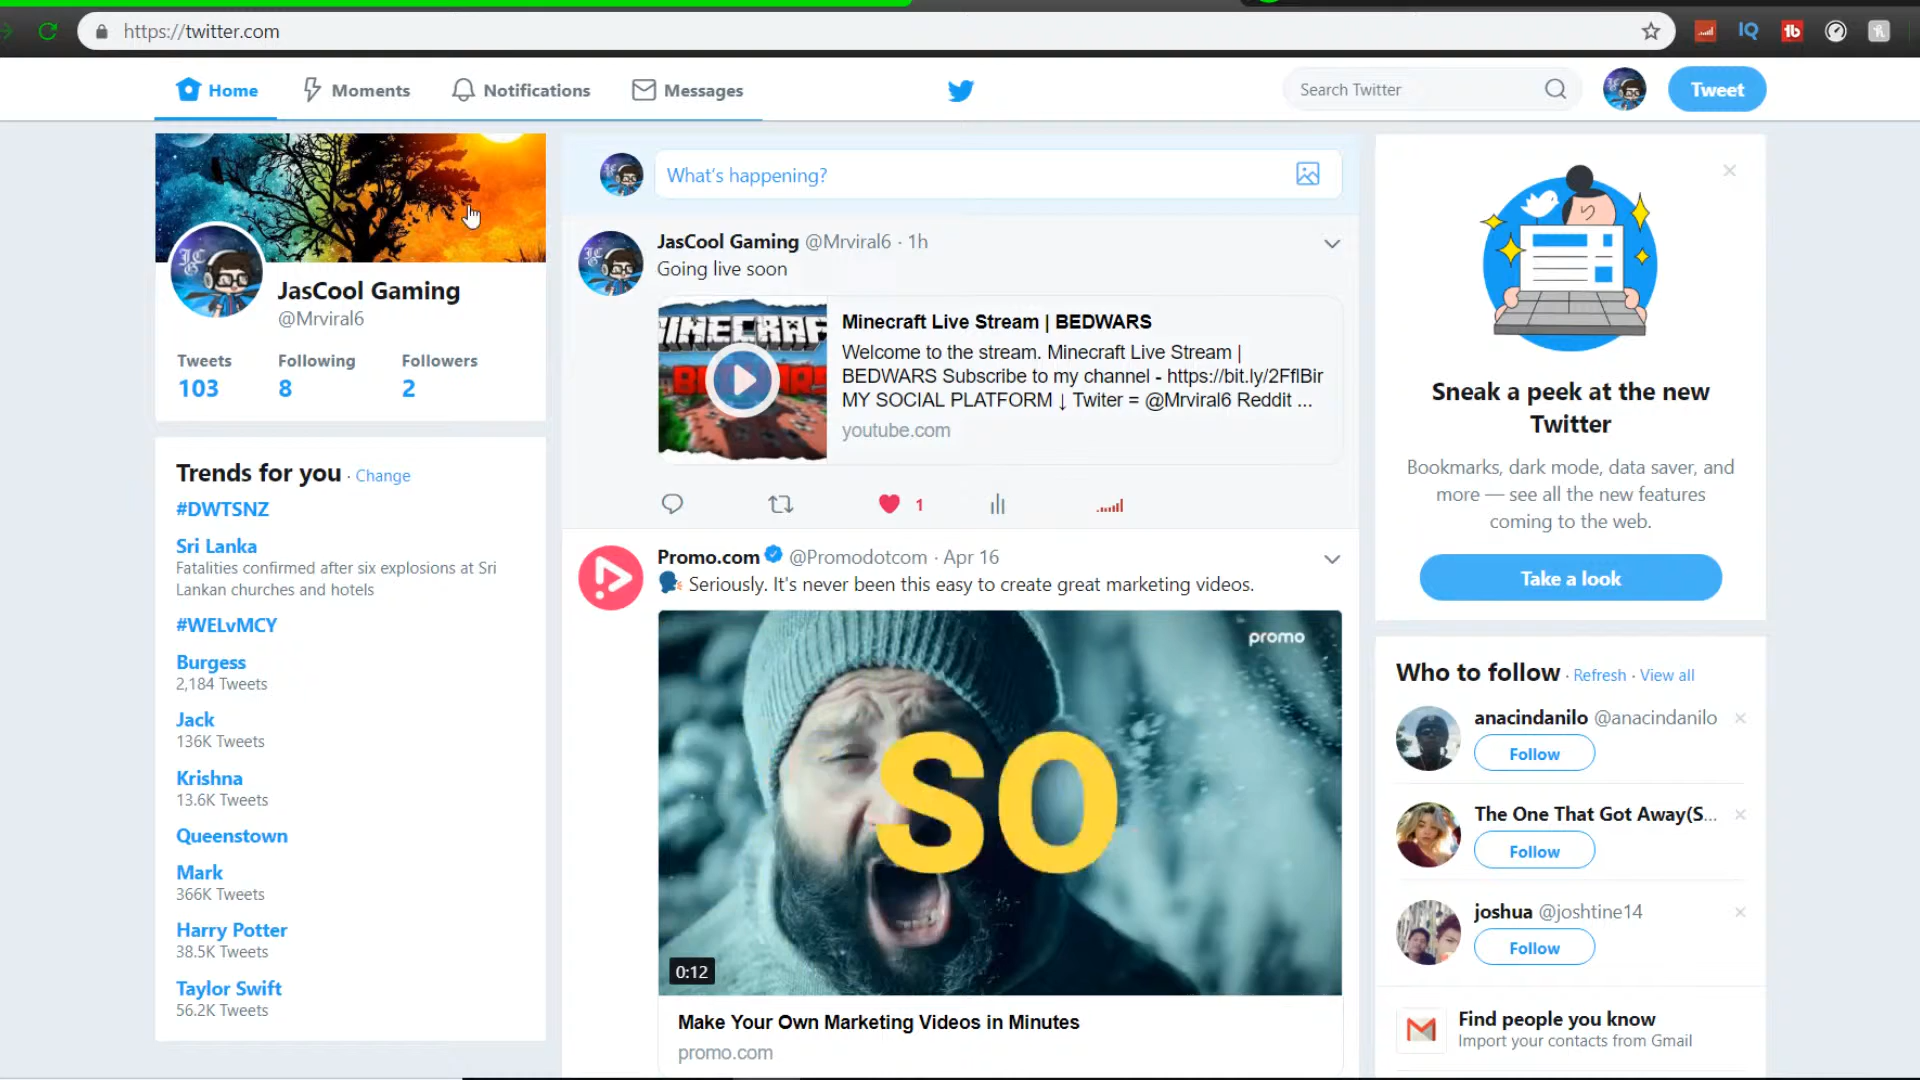 https://twitter.com
IQ
tb
Home
Moments
Notifications
Messages
Search Twitter
Tweet
JasCool Gaming
@Mrviral6
Tweets Following Followers
103 8 2
Trends for you · Change
#DWTSNZ
Sri Lanka
Fatalities confirmed after six explosions at Sri
Lankan churches and hotels
#WELvMCY
Burgess
2,184 Tweets
Jack
136K Tweets
Krishna
13.6K Tweets
Queenstown
Mark
366K Tweets
Harry Potter
38.5K Tweets
Taylor Swift
56.2K Tweets
What's happening?
JasCool Gaming @Mrviral6 · 1h
Going live soon
Minecraft Live Stream | BEDWARS
Welcome to the stream. Minecraft Live Stream |
BEDWARS Subscribe to my channel - https://bit.ly/2FflBir
MY SOCIAL PLATFORM ↓ Twiter = @Mrviral6 Reddit ...
youtube.com
1
Promo.com @Promodotcom · Apr 16
Seriously. It's never been this easy to create great marketing videos.
promo
SO
0:12
Make Your Own Marketing Videos in Minutes
promo.com
Sneak a peek at the new
Twitter
Bookmarks, dark mode, data saver, and
more — see all the new features
coming to the web.
Take a look
Who to follow · Refresh · View all
anacindanilo @anacindanilo
Follow
The One That Got Away(S...
Follow
joshua @joshtine14
Follow
Find people you know
Import your contacts from Gmail